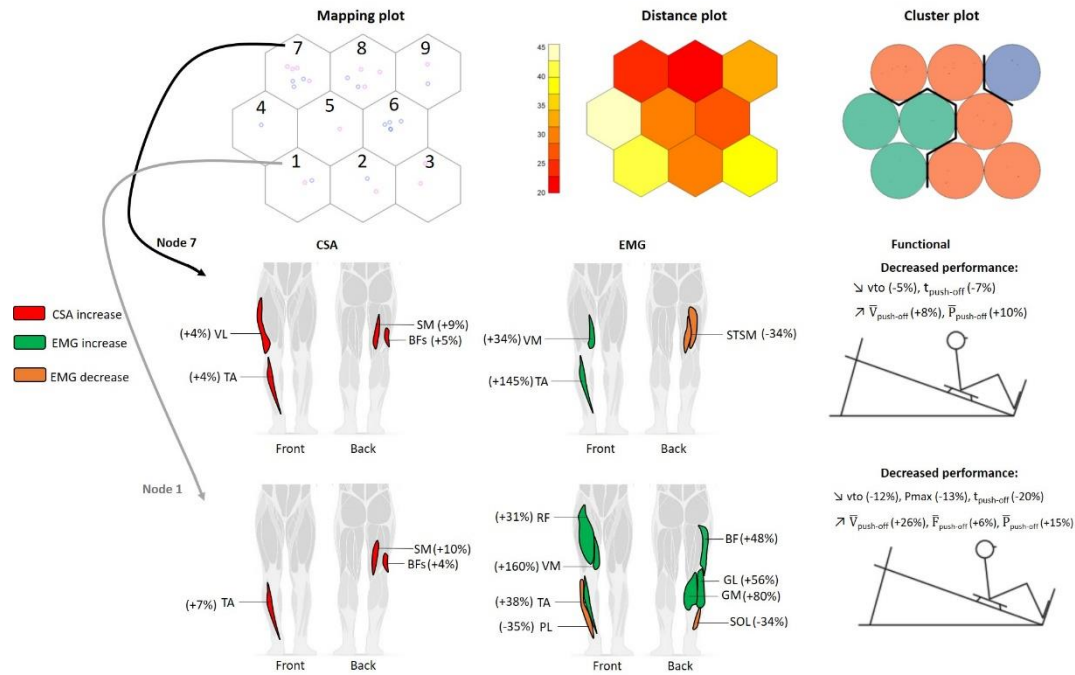 Mapping plot
Distance plot
Cluster plot
7
8
9
4
5
6
1
2
3
45
40
35
30
25
20
Node 7
CSA
EMG
Functional
CSA increase
EMG increase
EMG decrease
(+4%) VL
SM (+9%)
BFs (+5%)
(+4%) TA
Front
Back
(+34%) VM
STSM (-34%)
(+145%) TA
Front
Back
Decreased performance:
↘ vto (-5%), tpush-off (-7%)
↗ V̅push-off (+8%), P̅push-off (+10%)
Node 1
SM (+10%)
BFs (+4%)
(+7%) TA
Front
Back
(+31%) RF
BF(+48%)
(+160%) VM
GL (+56%)
GM(+80%)
(+38%) TA
(-35%) PL
SOL (-34%)
Front
Back
Decreased performance:
↘ vto (-12%), Pmax (-13%), tpush-off (-20%)
↗ V̅push-off (+26%), F̅push-off (+6%), P̅push-off (+15%)